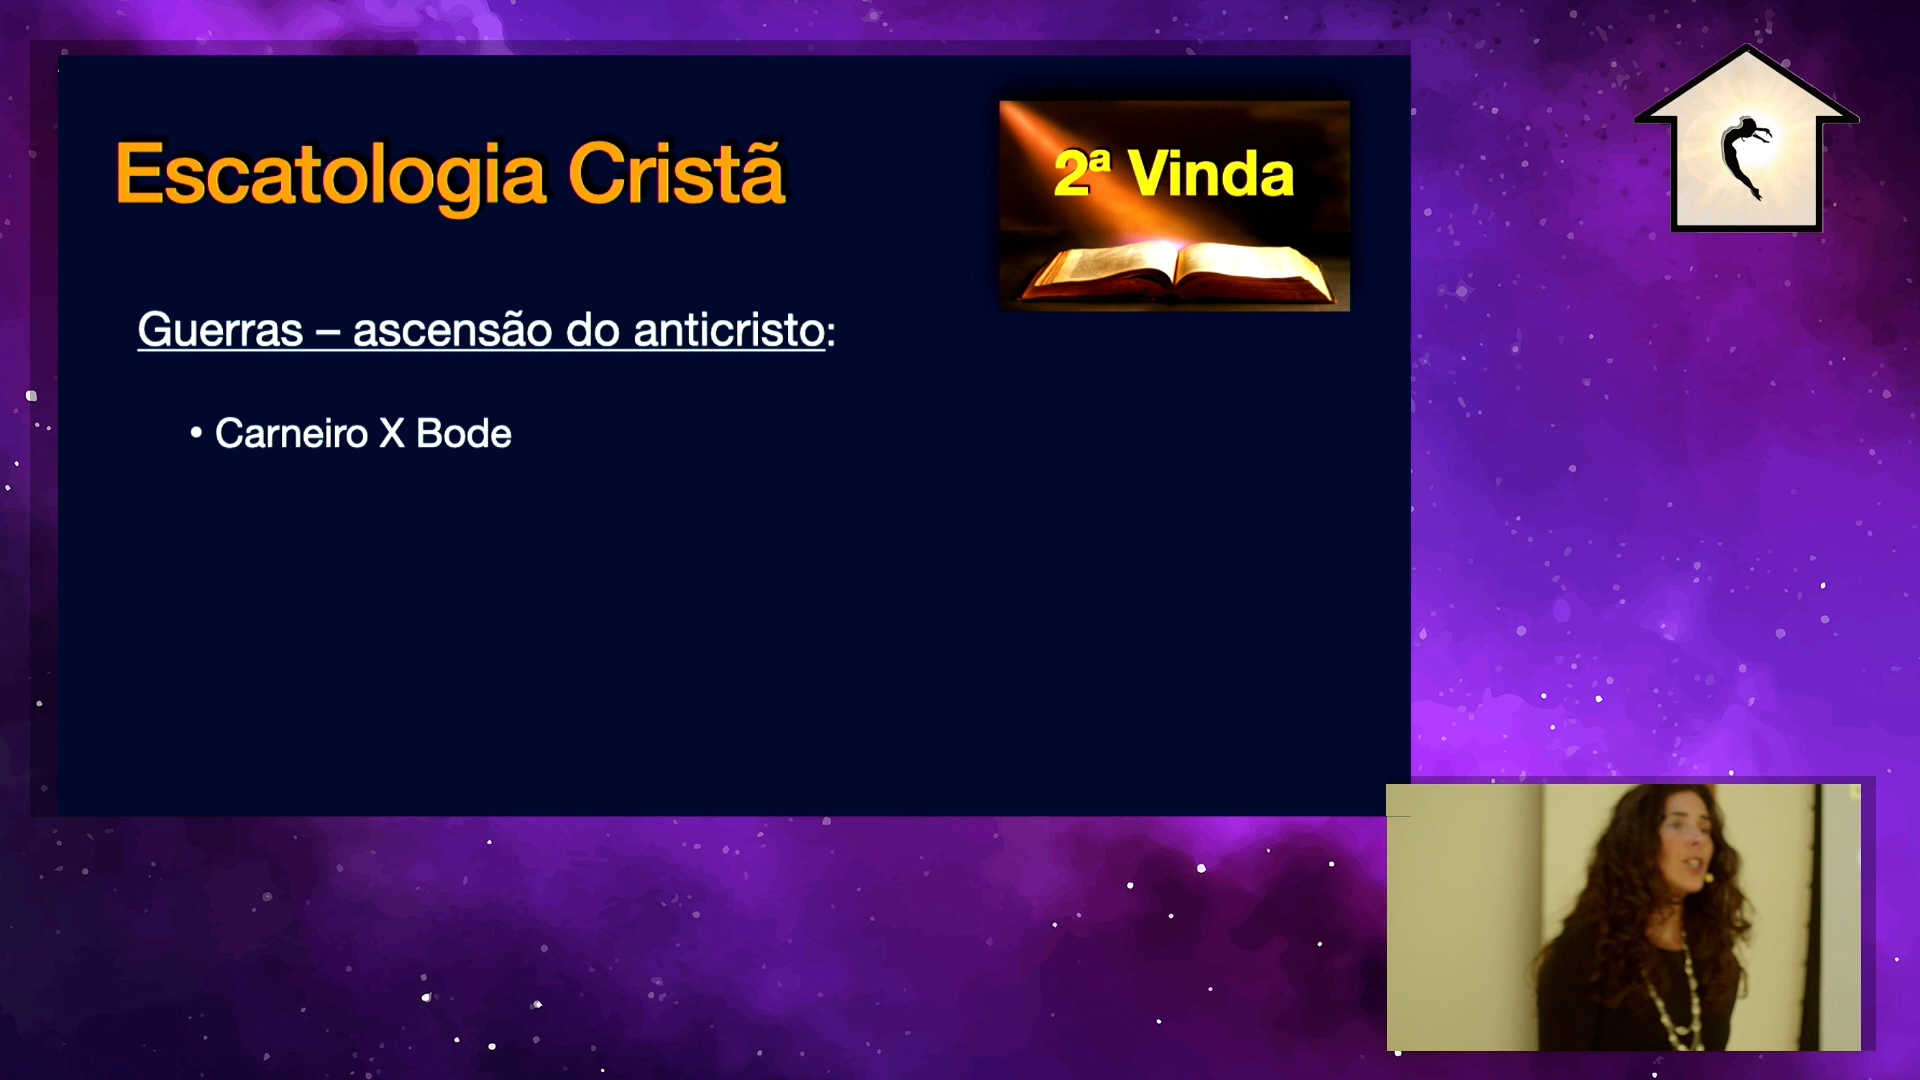 Escatologia Cristã
2ª Vinda
Guerras – ascensão do anticristo:
• Carneiro X Bode